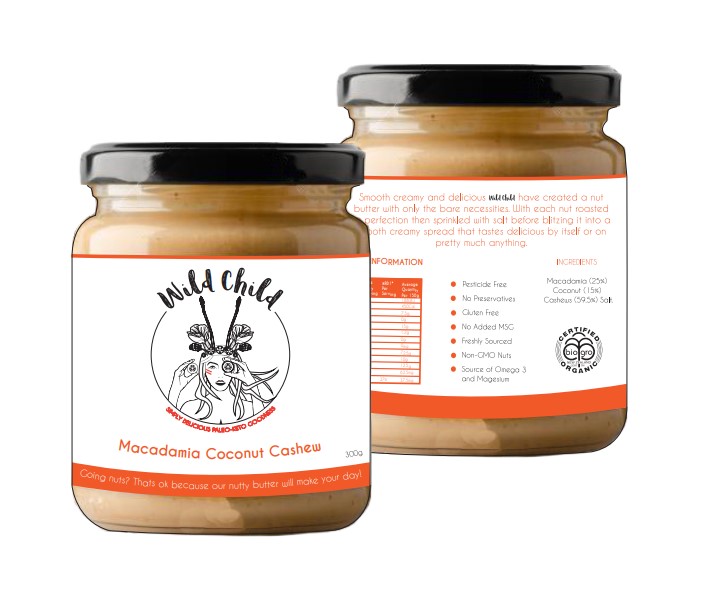 Wild Child
SIMPLY DELICIOUS PALEO-KETO GOODNESS
Macadamia Coconut Cashew
300g
Going nuts? Thats ok because our nutty butter will make your day!
Smooth creamy and delicious Wild Child have created a nut
butter with only the bare necessities. With each nut roasted
perfection then sprinkled with salt before blitzing it into a
oth creamy spread that tastes delicious by itself or on
pretty much anything.
INFORMATION
Average
Quantity
Per 100g
Pesticide Free
No Preservatives
Gluten Free
No Added MSG
Freshly Sourced
Non-GMO Nuts
Source of Omega 3
and Magesium
INGREDIENTS
Macadamia (25%)
Coconut (15%)
Cashews (59.5%) Salt
CERTIFIED
bio gro
ORGANIC